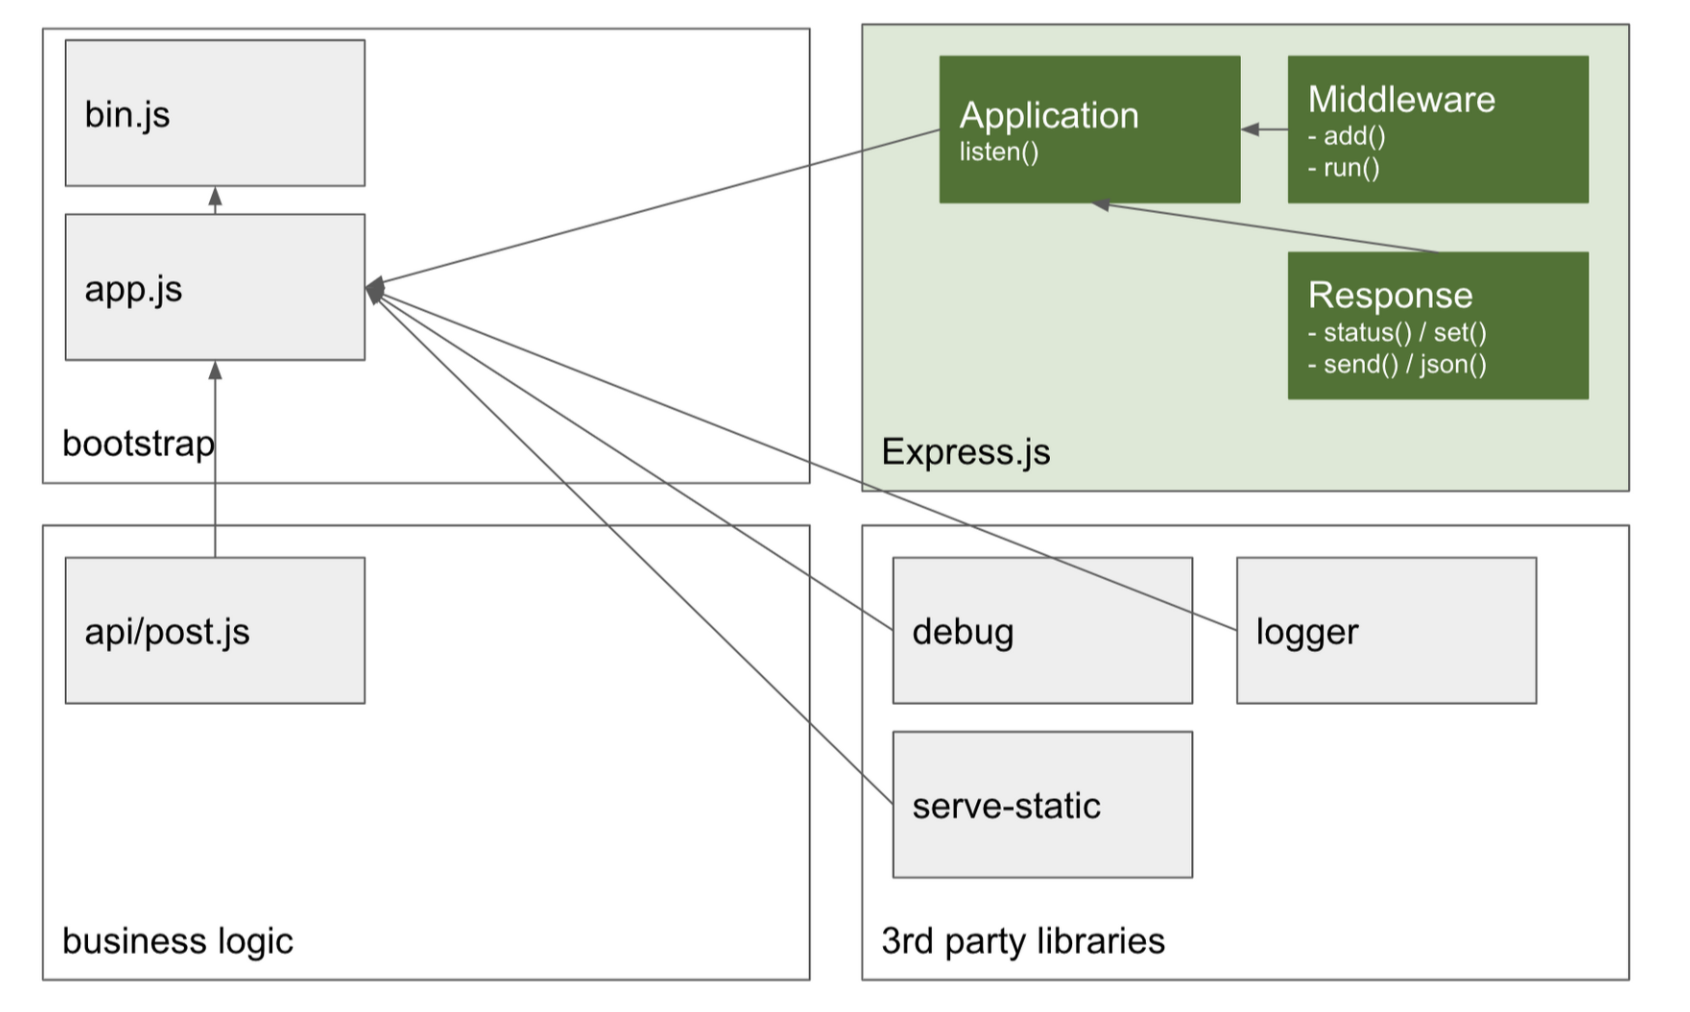 bin.js
app.js
bootstrap
Application
listen()
Middleware
- add()
- run()
Response
- status() / set()
- send() / json()
Express.js
api/post.js
business logic
debug
logger
serve-static
3rd party libraries